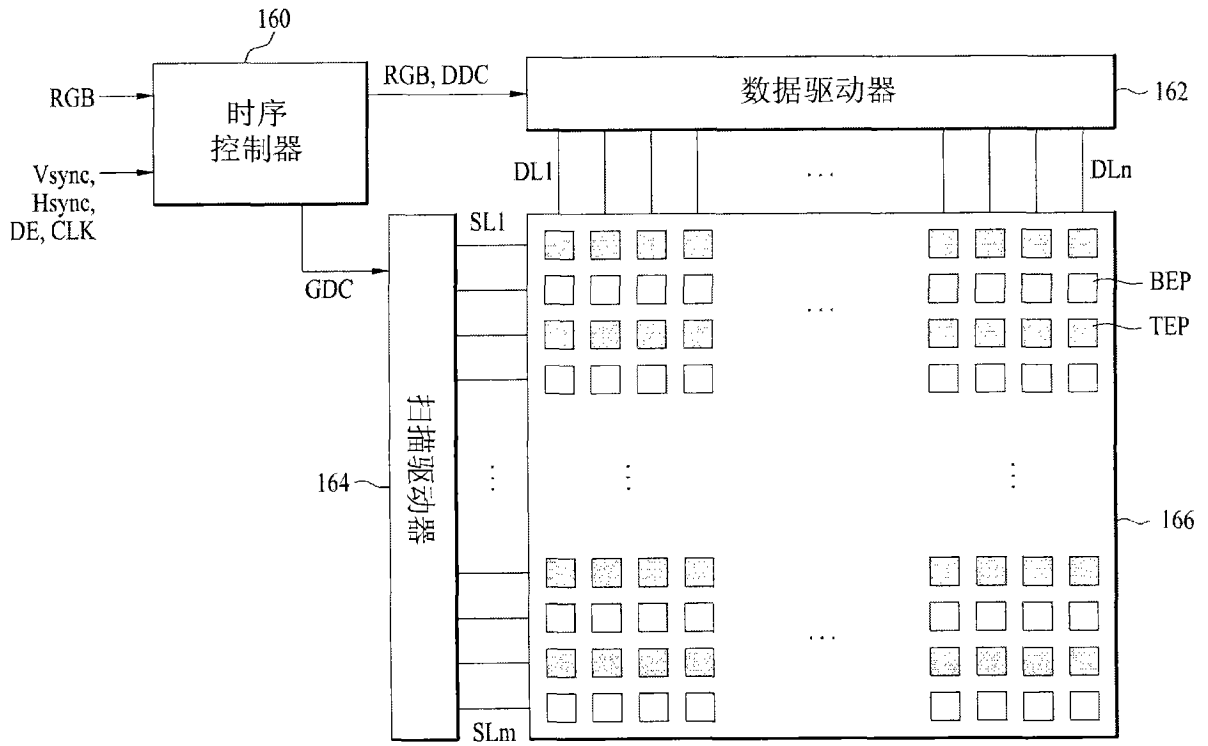 160
RGB
时序
控制器
Vsync,
Hsync,
DE, CLK
RGB, DDC
数据驱动器
162
DL1
...
DLn
GDC
SL1
...
BEP
TEP
扫描驱动器
164
...
...
...
166
...
SLm